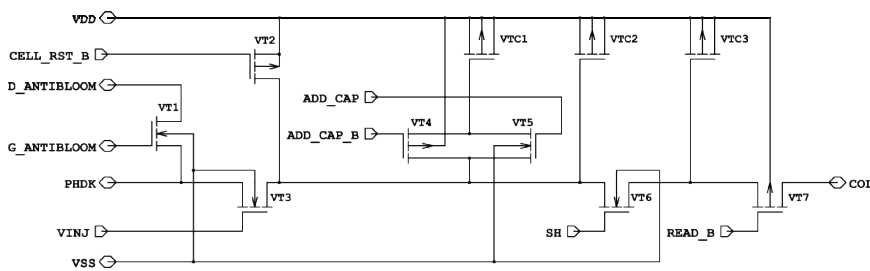 VDD
VT2
VTC1
VTC2
VTC3
CELL_RST_B
D_ANTIBLOOM
VT1
ADD_CAP
VT4
VT5
ADD_CAP_B
G_ANTIBLOOM
PHDK
COL
VT3
VT6
VT7
VINJ
SH
READ_B
VSS